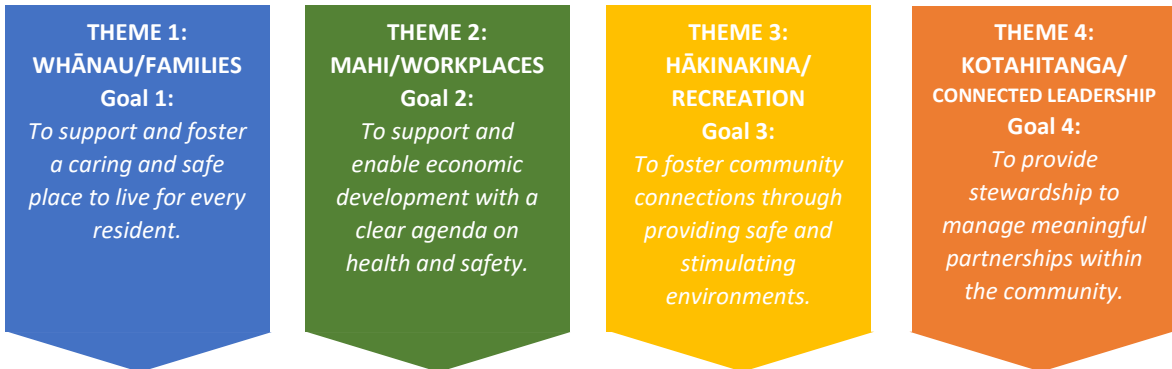 THEME 1:
WHĀNAU/FAMILIES
Goal 1:
To support and foster
a caring and safe
place to live for every
resident.
THEME 2:
MAHI/WORKPLACES
Goal 2:
To support and
enable economic
development with a
clear agenda on
health and safety.
THEME 3:
HĀKINAKINA/
RECREATION
Goal 3:
To foster community
connections through
providing safe and
stimulating
environments.
THEME 4:
KOTAHITANGA/
CONNECTED LEADERSHIP
Goal 4:
To provide
stewardship to
manage meaningful
partnerships within
the community.